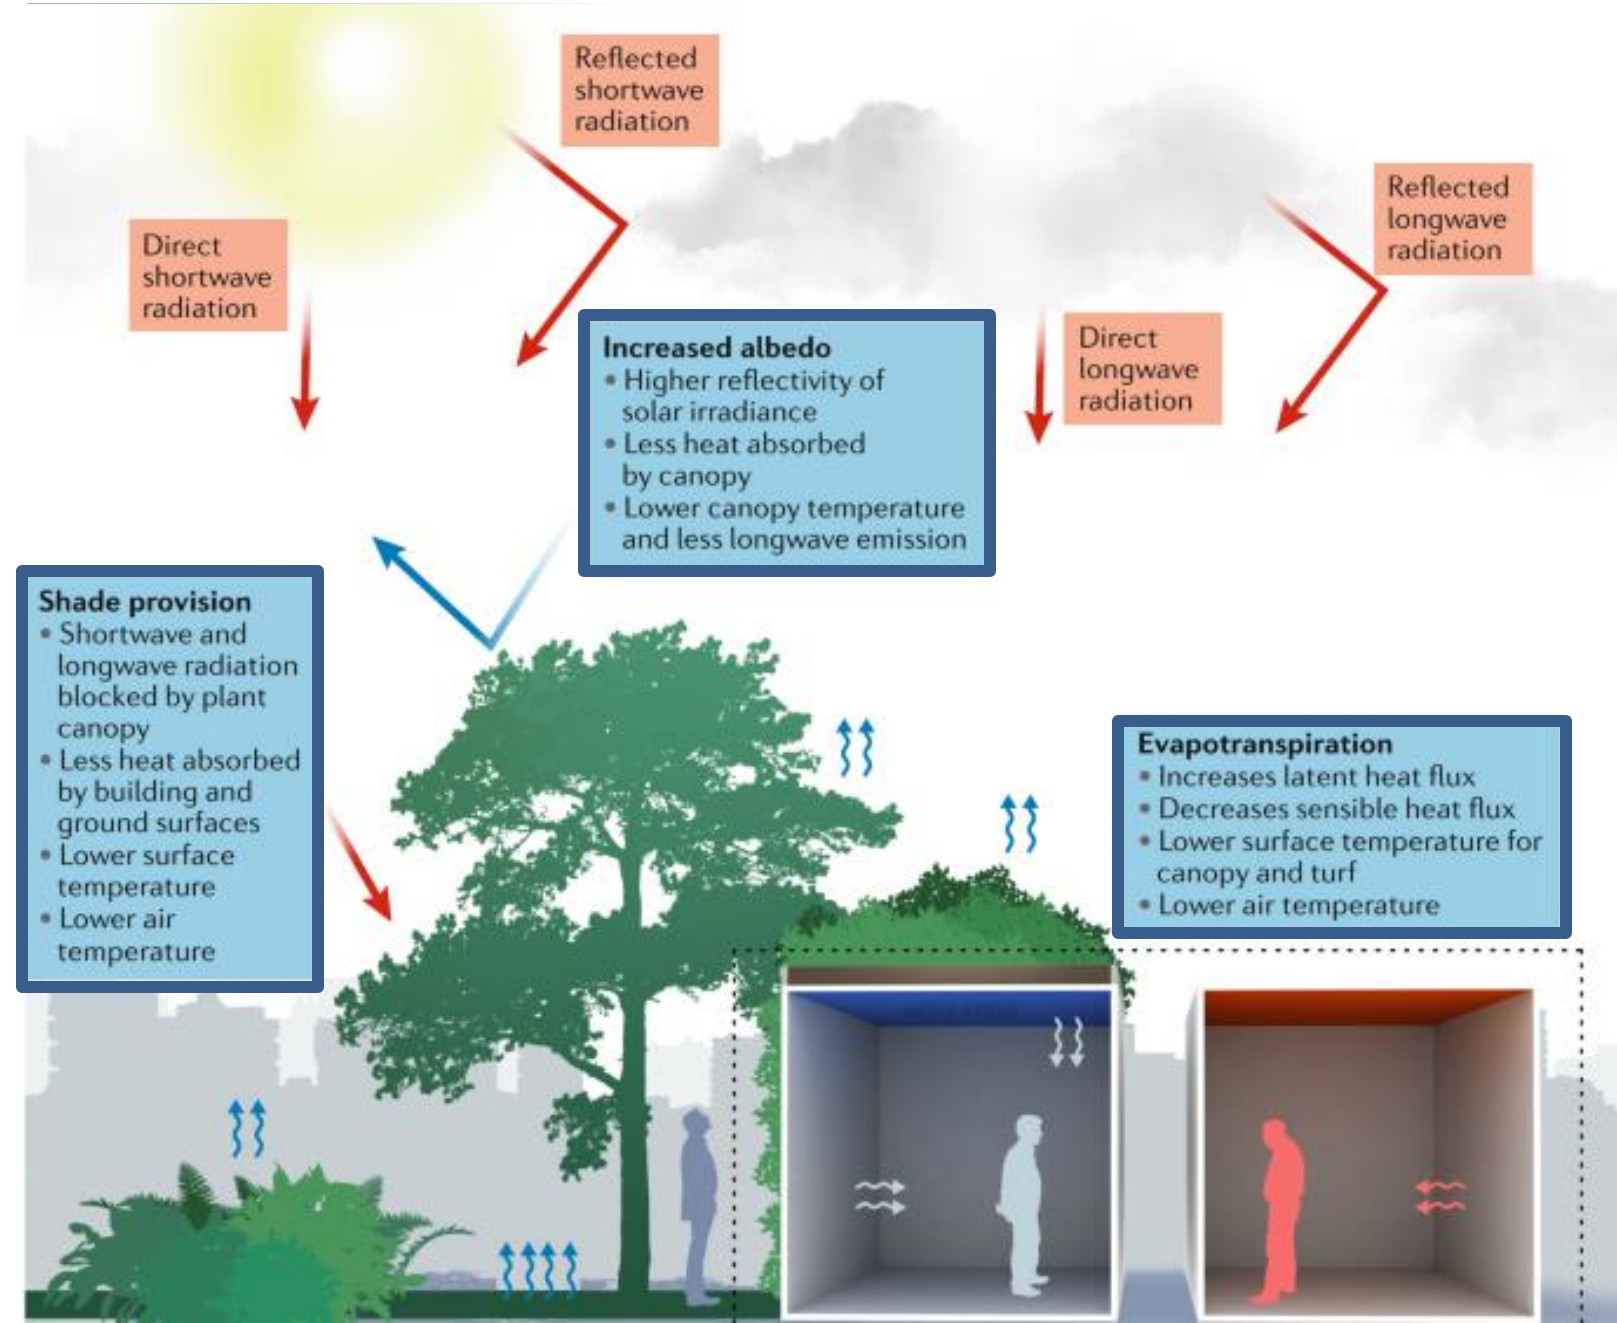 Reflected
shortwave
radiation
Reflected
longwave
radiation
Direct
shortwave
radiation
Direct
longwave
radiation
Increased albedo
• Higher reflectivity of
solar irradiance
• Less heat absorbed
by canopy
• Lower canopy temperature
and less longwave emission
Shade provision
• Shortwave and
longwave radiation
blocked by plant
canopy
• Less heat absorbed
by building and
ground surfaces
• Lower surface
temperature
• Lower air
temperature
Evapotranspiration
• Increases latent heat flux
• Decreases sensible heat flux
• Lower surface temperature for
canopy and turf
• Lower air temperature